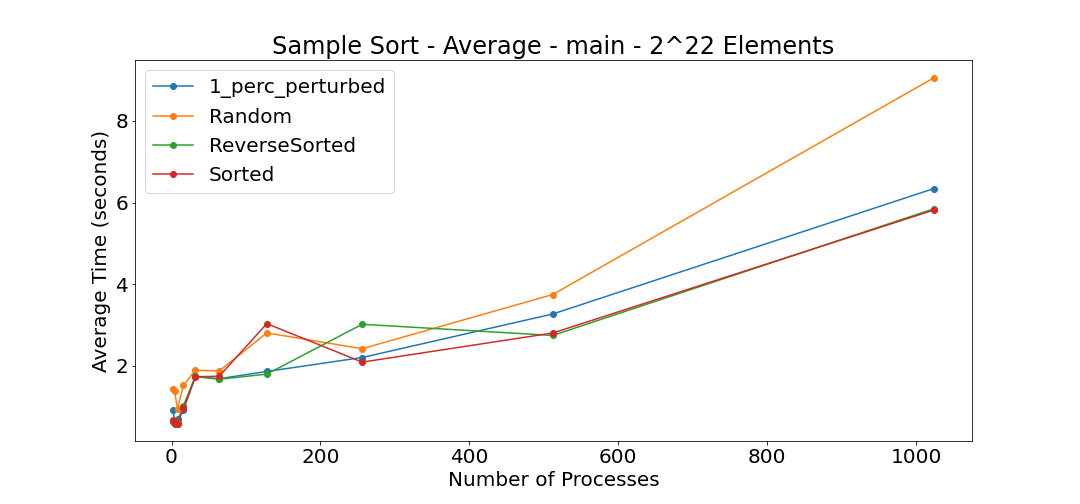 Sample Sort - Average - main - 2^22 Elements
1_perc_perturbed
Random
ReverseSorted
Sorted
Average Time (seconds)
8
6
4
2
0 200 400 600 800 1000
Number of Processes